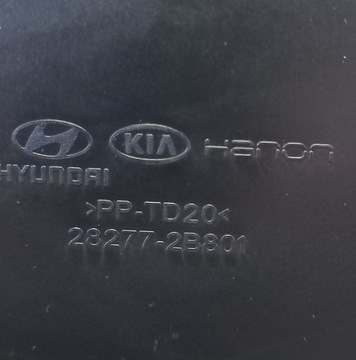 KIA Hanon
HYUNDAI
>PP-TD20<
28277-2B801